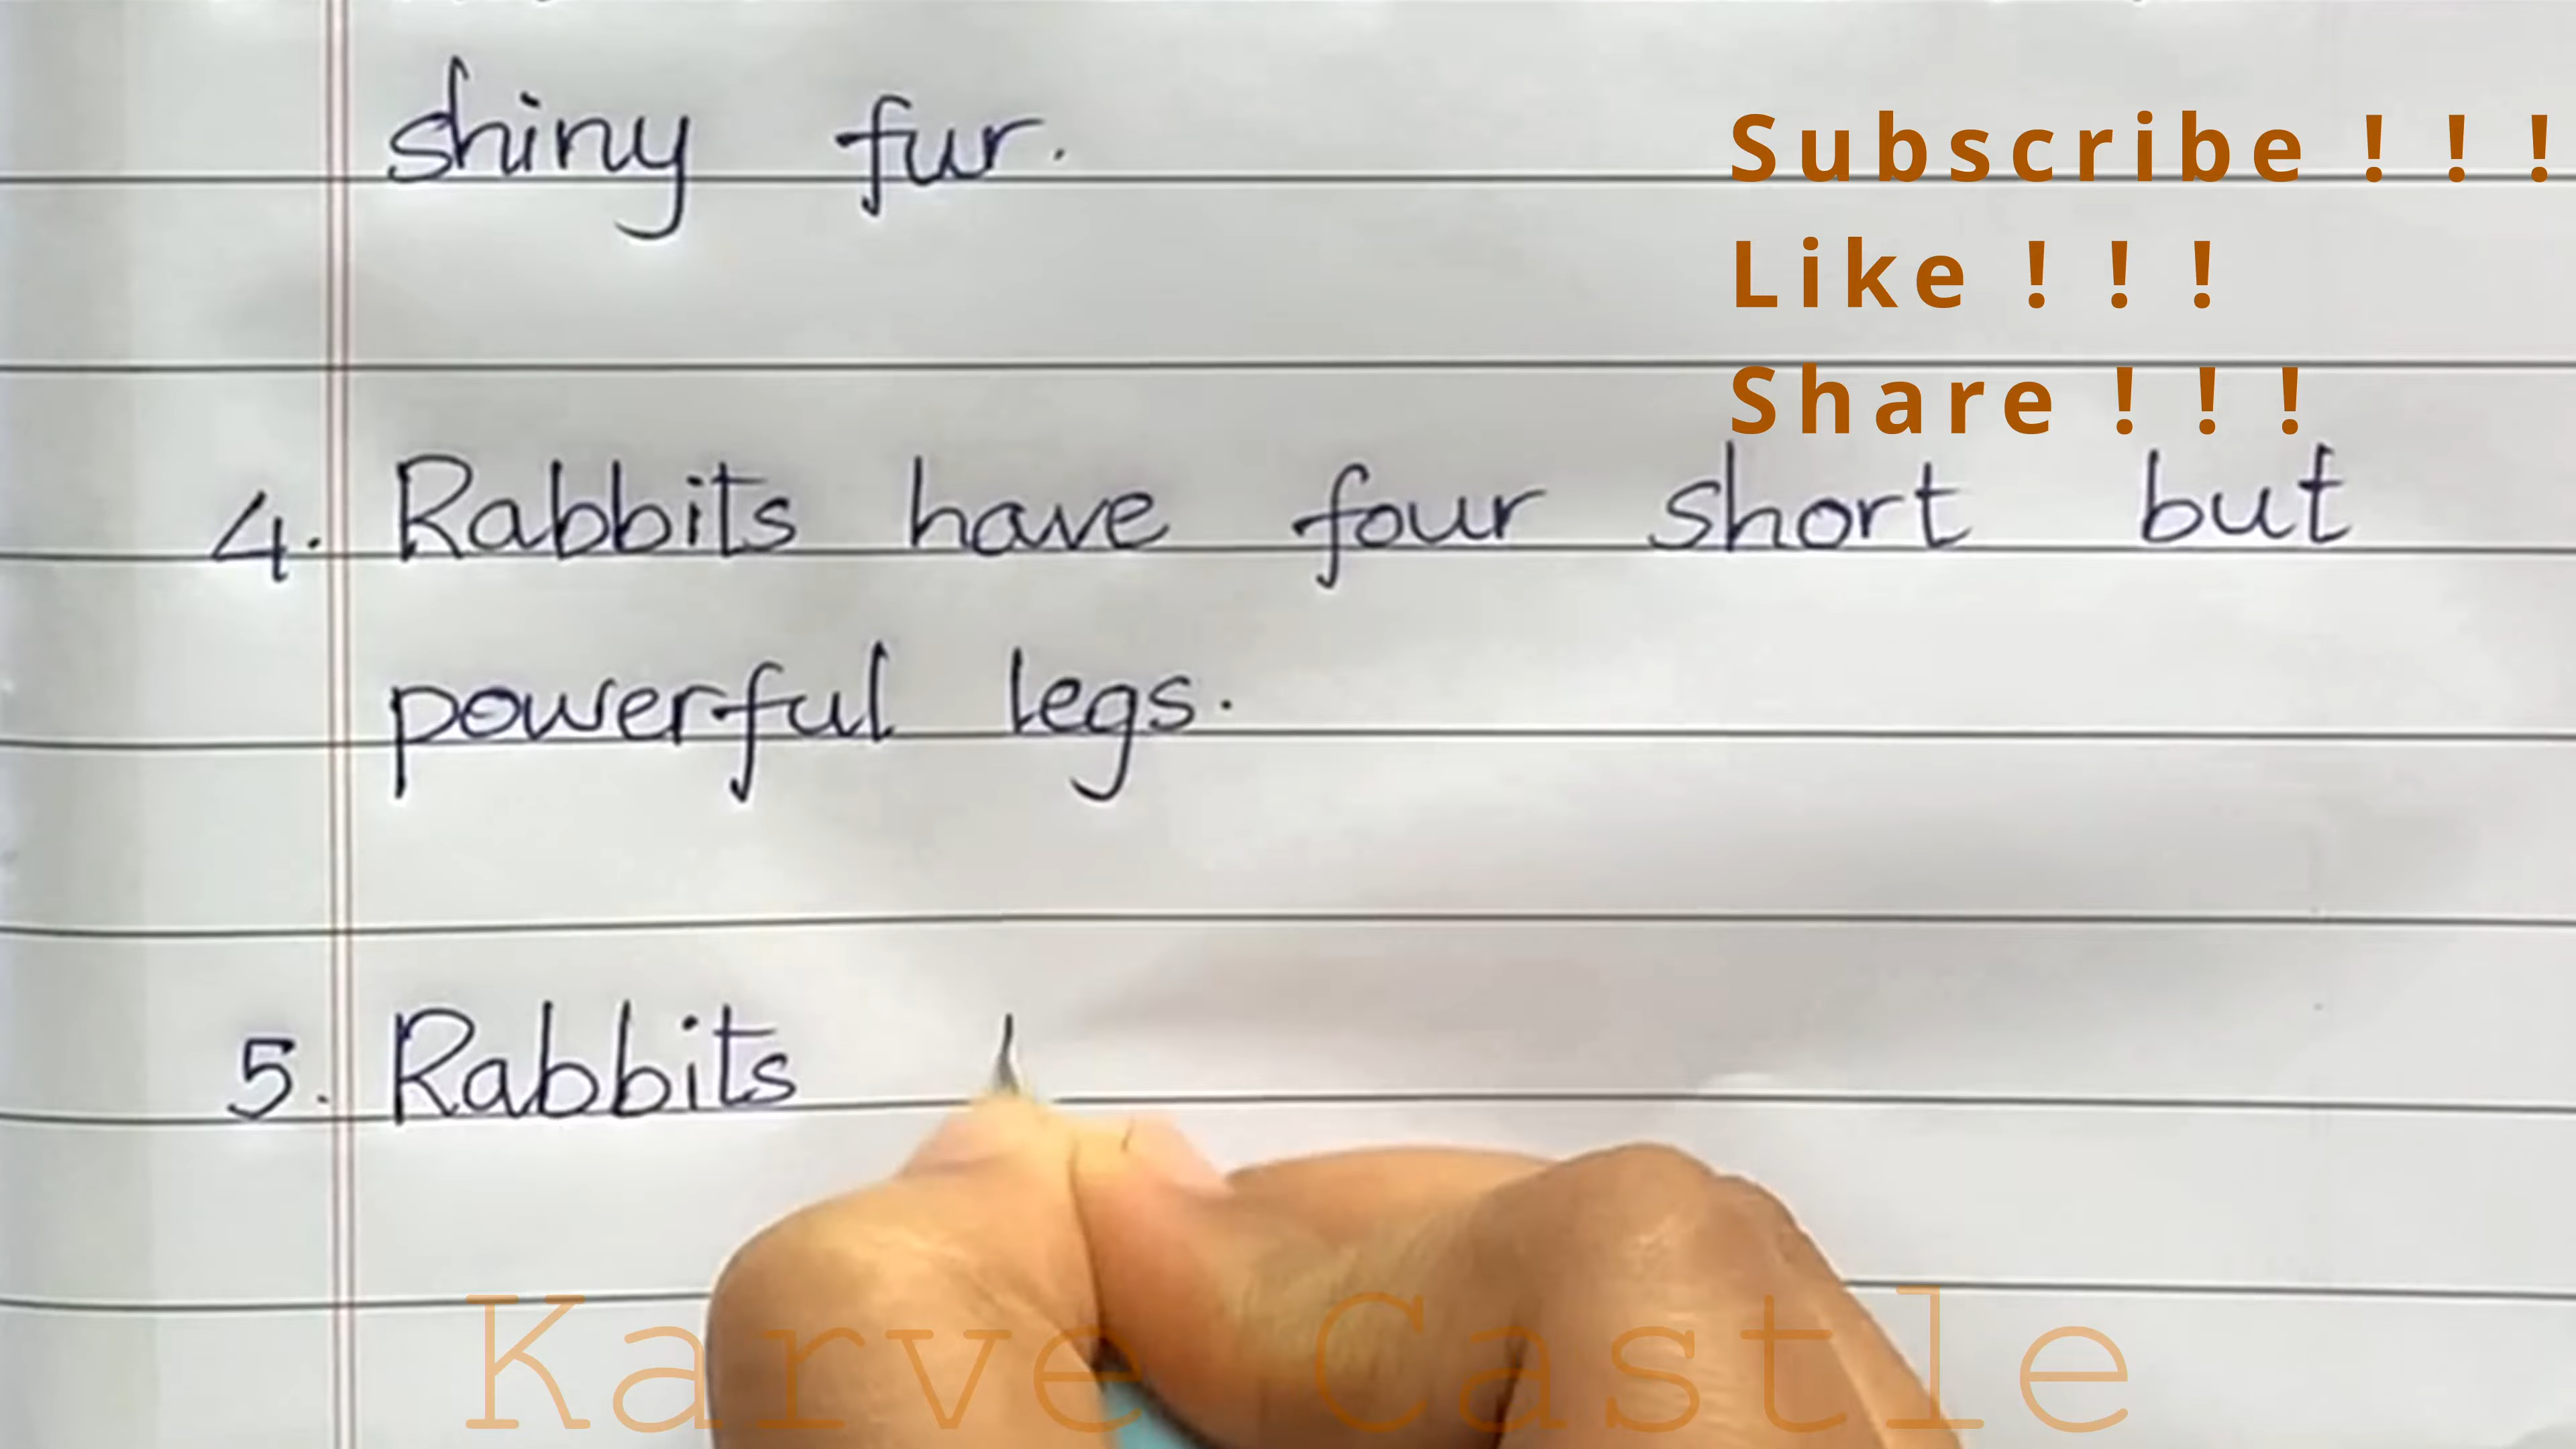 shiny fur.
Subscribe ! ! !
Like ! ! !
Share ! ! !
4. Rabbits have four short but
powerful legs.
5. Rabbits
Karve Castle